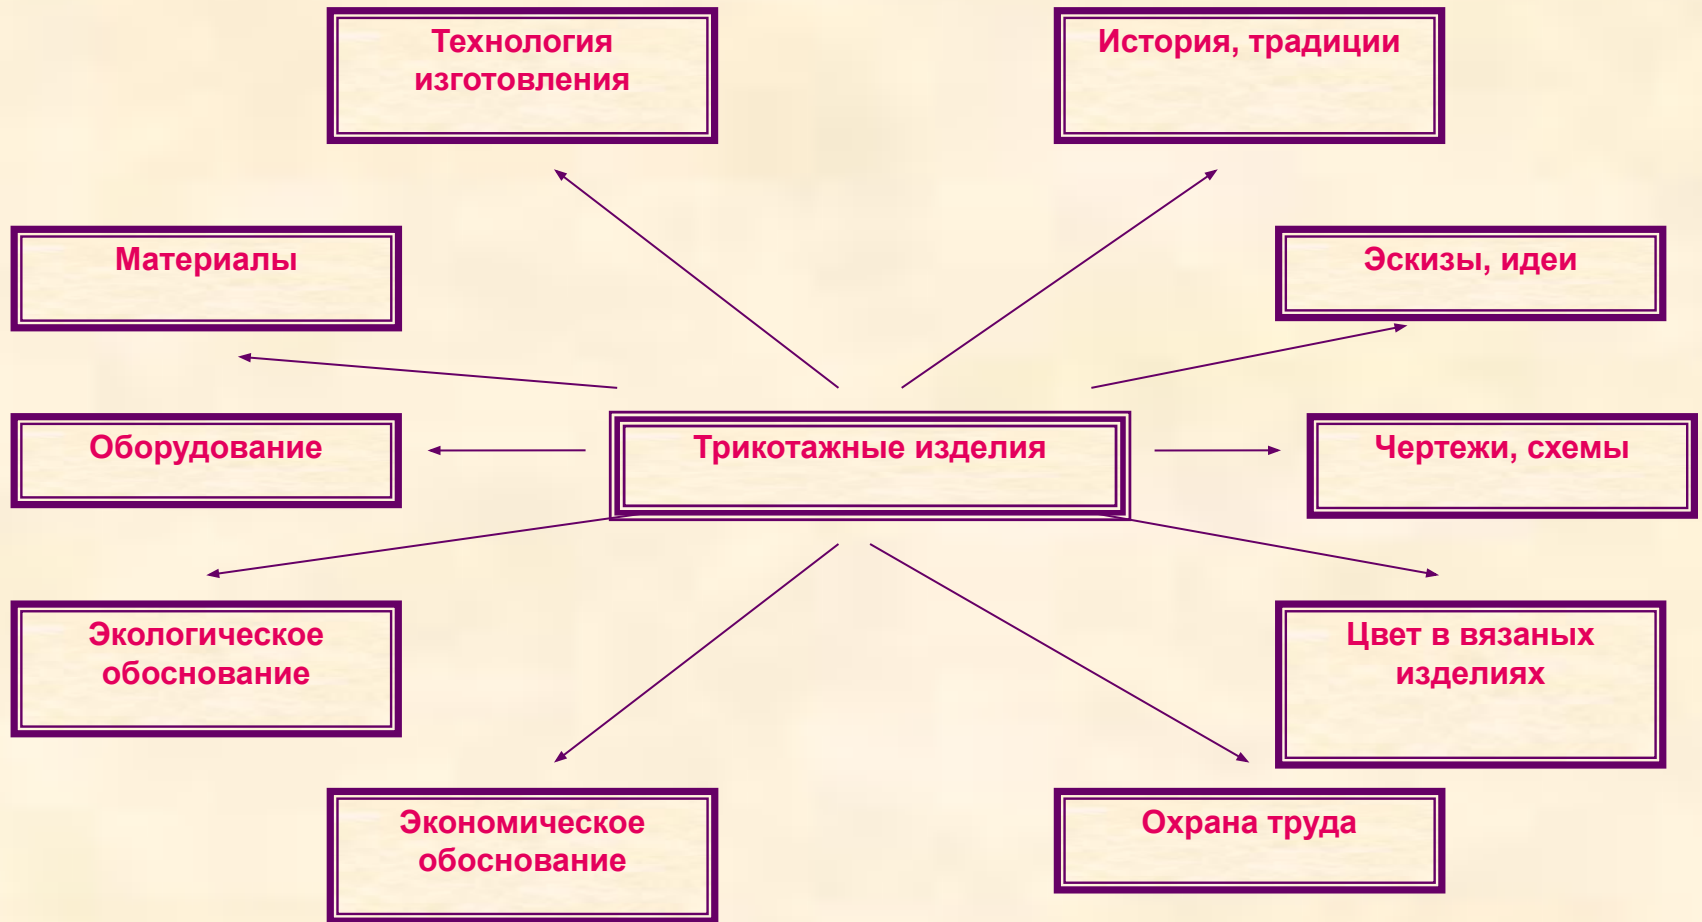 Технология
изготовления
История, традиции
Материалы
Эскизы, идеи
Оборудование
Трикотажные изделия
Чертежи, схемы
Экологическое
обоснование
Цвет в вязаных
изделиях
Экономическое
обоснование
Охрана труда